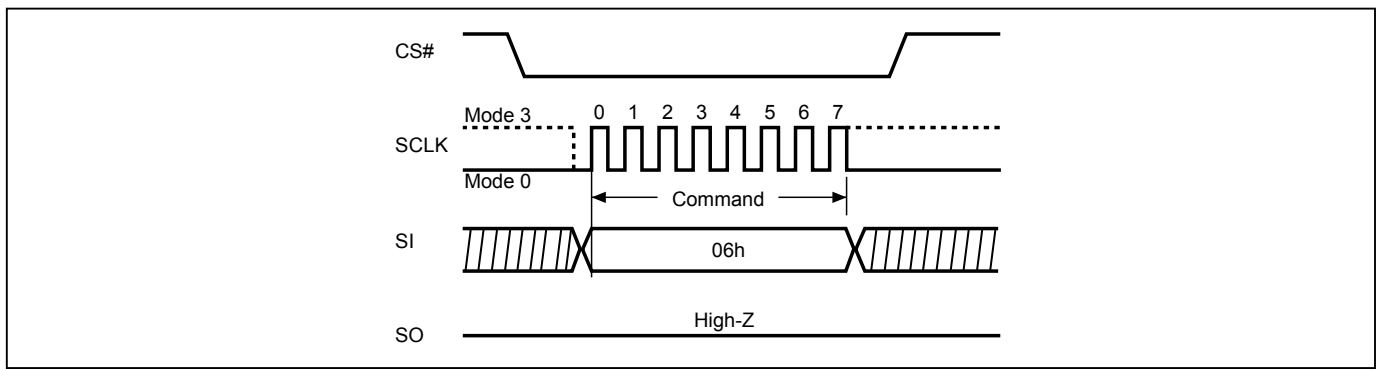 CS#
Mode 3 0 1 2 3 4 5 6 7
SCLK
Mode 0
Command
SI 06h
High-Z
SO